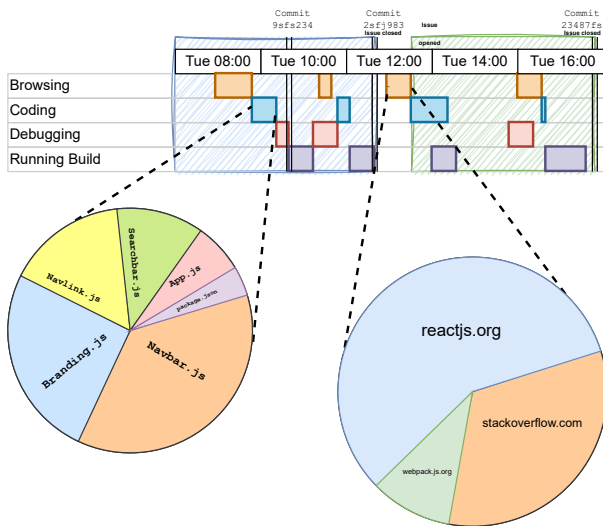 Commit
9sfs234
Commit
2sfj983
Issue closed
Issue
opened
Commit
23487fs
Issue closed
Tue 08:00
Tue 10:00
Tue 12:00
Tue 14:00
Tue 16:00
Browsing
Coding
Debugging
Running Build
Navlink.js
Searchbar.js
App.js
package.json
Branding.js
Navbar.js
reactjs.org
stackoverflow.com
webpack.js.org